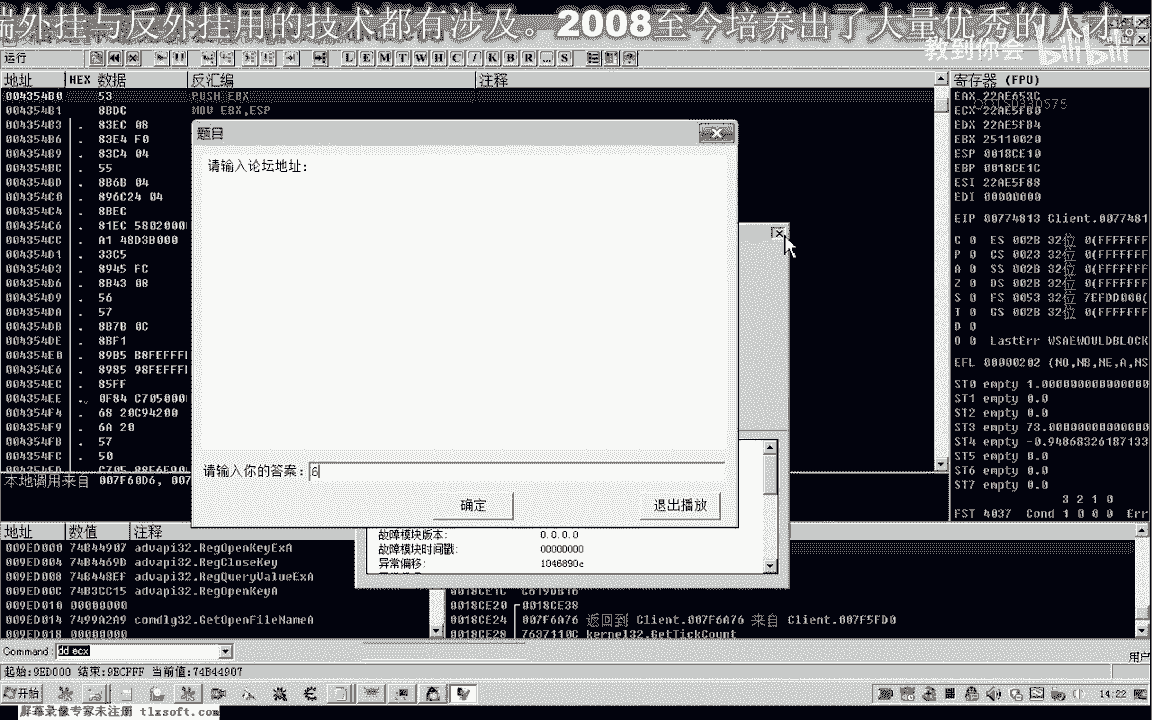 端外挂与反外挂用的技术都有涉及。2008至今培养出了大量优秀的人才。
教到你会 bilibili
运行 L E M T W H C / K B R ... S
地址 HEX 数据 反汇编 注释 寄存器 (FPU)
004354B0 53 PUSH EBX
004354B1 8BDC MOV EBX,ESP
004354B3 . 83EC 08
004354B6 . 83E4 F0
004354B9 . 83C4 04
004354BC . 55
004354BD . 8B6B 04
004354C0 . 896C24 04
004354C4 . 8BEC
004354C6 . 81EC 5802000
004354CC . A1 48D3B000
004354D1 . 33C5
004354D3 . 8945 FC
004354D6 . 8B43 08
004354D9 . 56
004354DA . 57
004354DB . 8B7B 0C
004354DE . 8BF1
004354E0 . 89B5 B8FEFFFF
004354E6 . 8985 98FEFFFF
004354EC . 85FF
004354EE . 0F84 C705000
004354F4 . 68 20C94200
004354F9 . 6A 20
004354FB . 57
004354FC . 50
题目
请输入论坛地址:
请输入你的答案: 6
确定 退出播放
EAX 22AE653C
ECX 22AE5FB0
EDX 22AE5FB4
EBX 25110020
ESP 0018CE10
EBP 0018CE1C
ESI 22AE5F88
EDI 00000000
EIP 00774813 Client.0077481
C 0 ES 002B 32位 0(FFFFFFF
P 0 CS 0023 32位 0(FFFFFFF
A 0 SS 002B 32位 0(FFFFFFF
Z 0 DS 002B 32位 0(FFFFFFF
S 0 FS 0053 32位 7EFDD000(
T 0 GS 002B 32位 0(FFFFFFF
D 0
O 0 LastErr WSAEWOULDBLOCK
EFL 00000202 (NO,NB,NE,A,NS
ST0 empty 1.00000000000000
ST1 empty 0.0
ST2 empty 0.0
ST3 empty 73.0000000000000
ST4 empty -0.9486832618713
ST5 empty 0.0
ST6 empty 0.0
ST7 empty 0.0
3 2 1 0
FST 4037 Cond 1 0 0 0 Err
本地调用来自 007F60D6, 007
故障模块版本: 0.0.0.0
故障模块时间戳: 00000000
异常偏移: 1046890c
地址 数值 注释
009ED000 74B44907 advapi32.RegOpenKeyExA
009ED004 74B4469D advapi32.RegCloseKey
009ED008 74B448EF advapi32.RegQueryValueExA
009ED00C 74B3CC15 advapi32.RegOpenKeyA
009ED010 00000000
009ED014 7499A2A9 comdlg32.GetOpenFileNameA
009ED018 00000000
0018CE20 0018CE38
0018CE24 007F6A76 返回到 Client.007F6A76 来自 Client.007F5FD0
0018CE28 7637110C kernel32.GetTickCount
Command: dd ecx
起始:9ED000 结束:9ECFFF 当前值:74B44907
用户
开始 14:22
屏幕录像专家未注册 tlxsoft.com